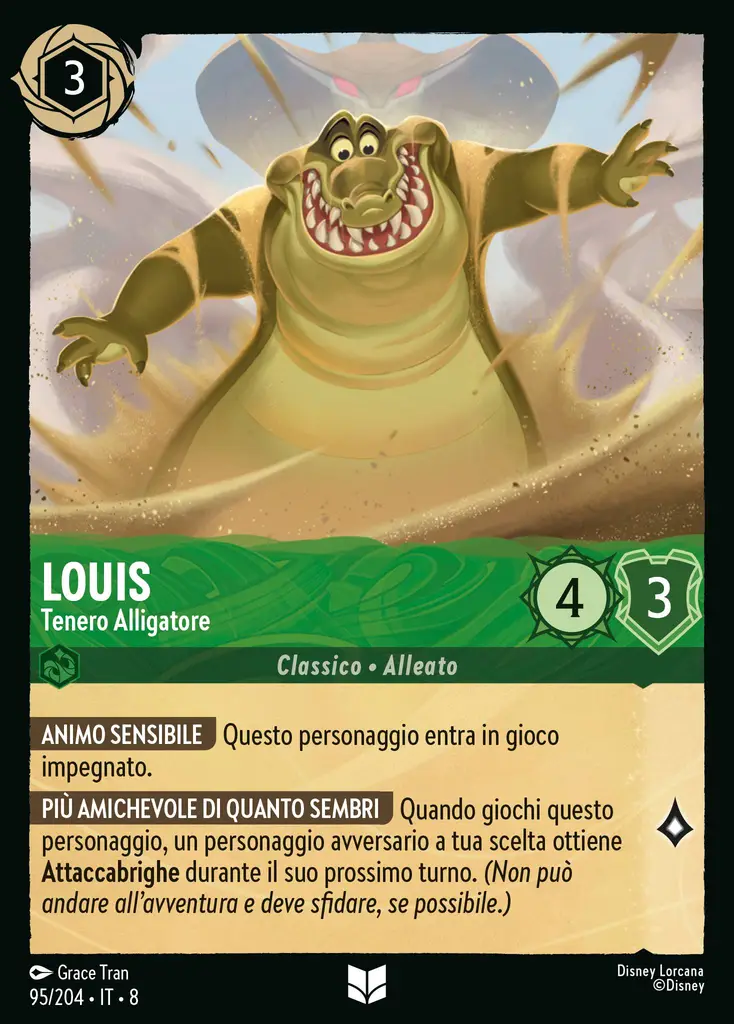 3
LOUIS
Tenero Alligatore
4
3
Classico • Alleato
ANIMO SENSIBILE Questo personaggio entra in gioco
impegnato.
PIÙ AMICHEVOLE DI QUANTO SEMBRI Quando giochi questo
personaggio, un personaggio avversario a tua scelta ottiene
Attaccabrighe durante il suo prossimo turno. (Non può
andare all'avventura e deve sfidare, se possibile.)
Grace Tran
95/204 • IT • 8
Disney Lorcana
©Disney